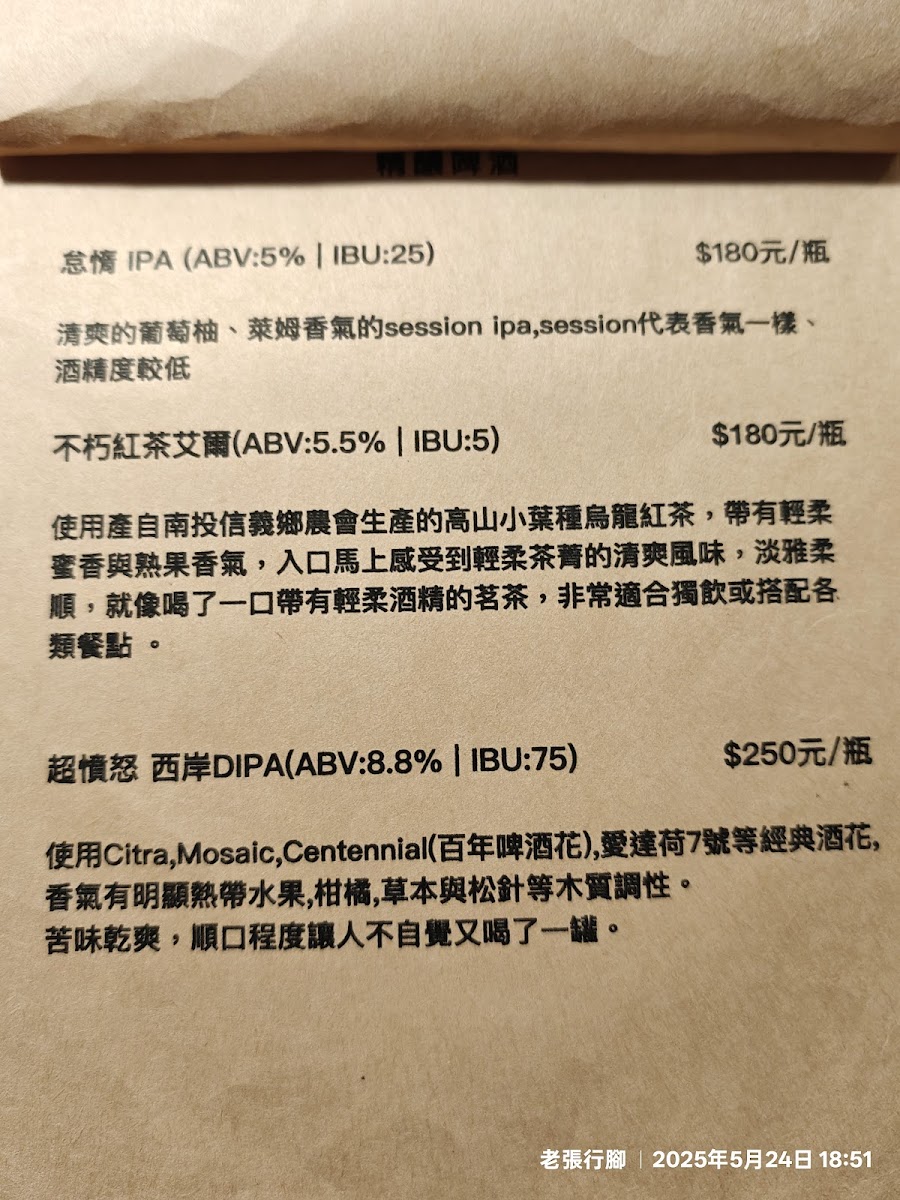 精釀啤酒
怠惰 IPA (ABV:5% | IBU:25) $180元/瓶
清爽的葡萄柚、萊姆香氣的session ipa,session代表香氣一樣、
酒精度較低
不朽紅茶艾爾(ABV:5.5% | IBU:5) $180元/瓶
使用產自南投信義鄉農會生產的高山小葉種烏龍紅茶，帶有輕柔
蜜香與熟果香氣，入口馬上感受到輕柔茶菁的清爽風味，淡雅柔
順，就像喝了一口帶有輕柔酒精的茗茶，非常適合獨飲或搭配各
類餐點 。
超憤怒 西岸DIPA(ABV:8.8% | IBU:75) $250元/瓶
使用Citra,Mosaic,Centennial(百年啤酒花),愛達荷7號等經典酒花,
香氣有明顯熱帶水果,柑橘,草本與松針等木質調性。
苦味乾爽，順口程度讓人不自覺又喝了一罐。
老張行腳 | 2025年5月24日 18:51